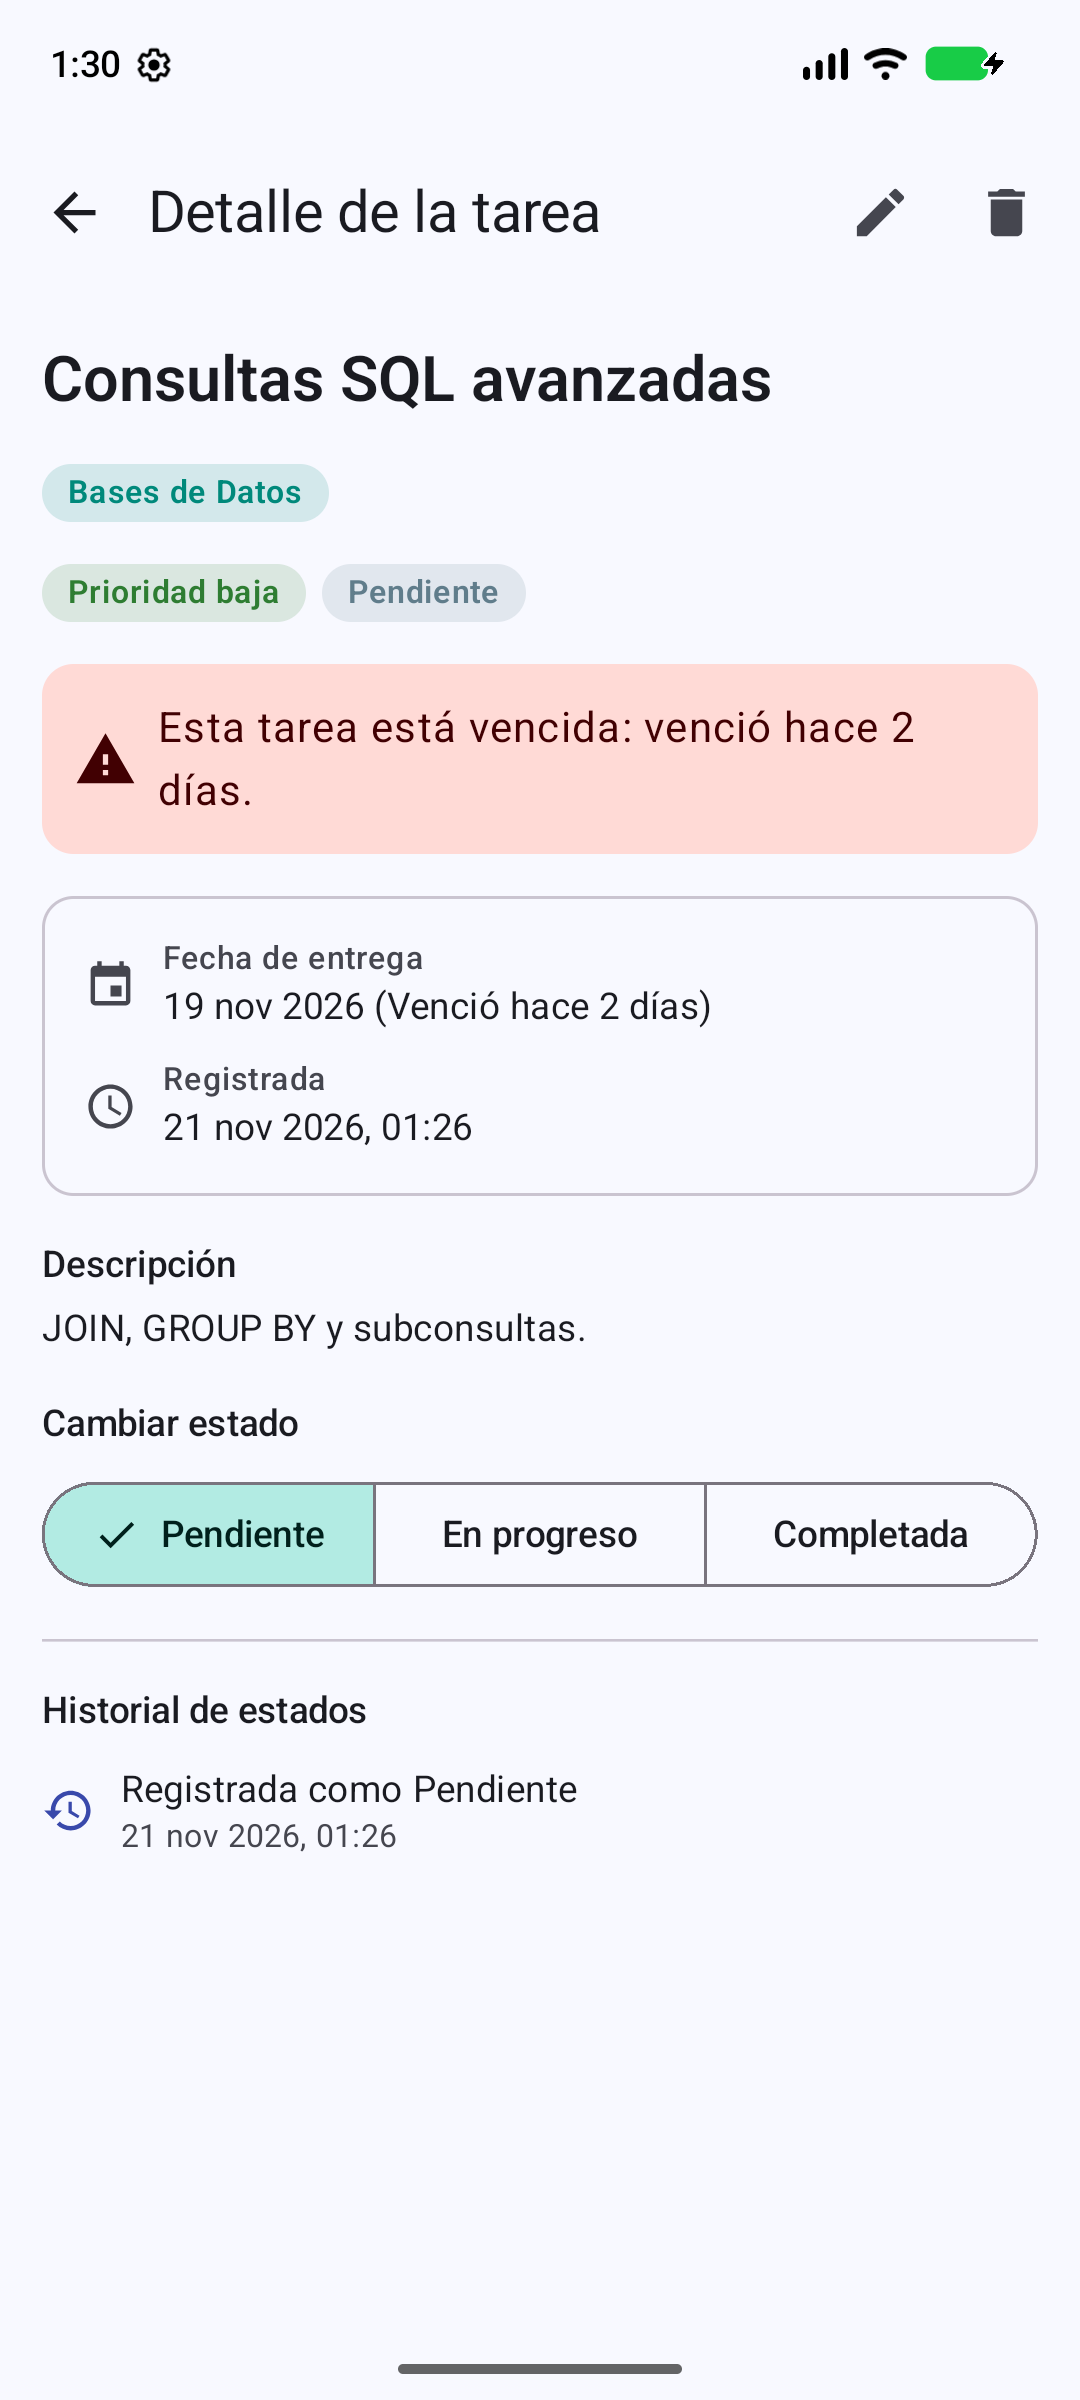 1:30
Detalle de la tarea
Consultas SQL avanzadas
Bases de Datos
Prioridad baja
Pendiente
Esta tarea está vencida: venció hace 2
días.
Fecha de entrega
19 nov 2026 (Venció hace 2 días)
Registrada
21 nov 2026, 01:26
Descripción
JOIN, GROUP BY y subconsultas.
Cambiar estado
Pendiente
En progreso
Completada
Historial de estados
Registrada como Pendiente
21 nov 2026, 01:26